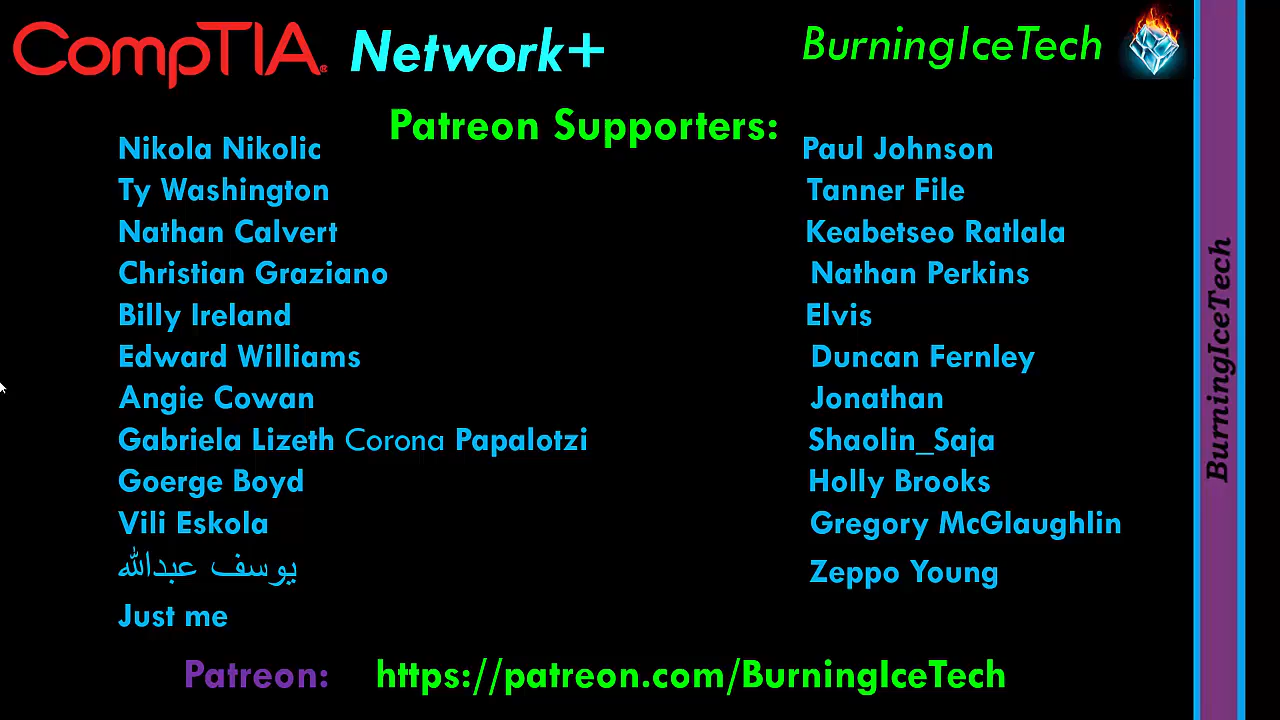 CompTIA® Network+
BurningIceTech
Patreon Supporters:
Nikola Nikolic
Ty Washington
Nathan Calvert
Christian Graziano
Billy Ireland
Edward Williams
Angie Cowan
Gabriela Lizeth Corona Papalotzi
Goerge Boyd
Vili Eskola
يوسف عبدالله
Just me
Paul Johnson
Tanner File
Keabetseo Ratlala
Nathan Perkins
Elvis
Duncan Fernley
Jonathan
Shaolin_Saja
Holly Brooks
Gregory McGlaughlin
Zeppo Young
Patreon: https://patreon.com/BurningIceTech
BurningIceTech